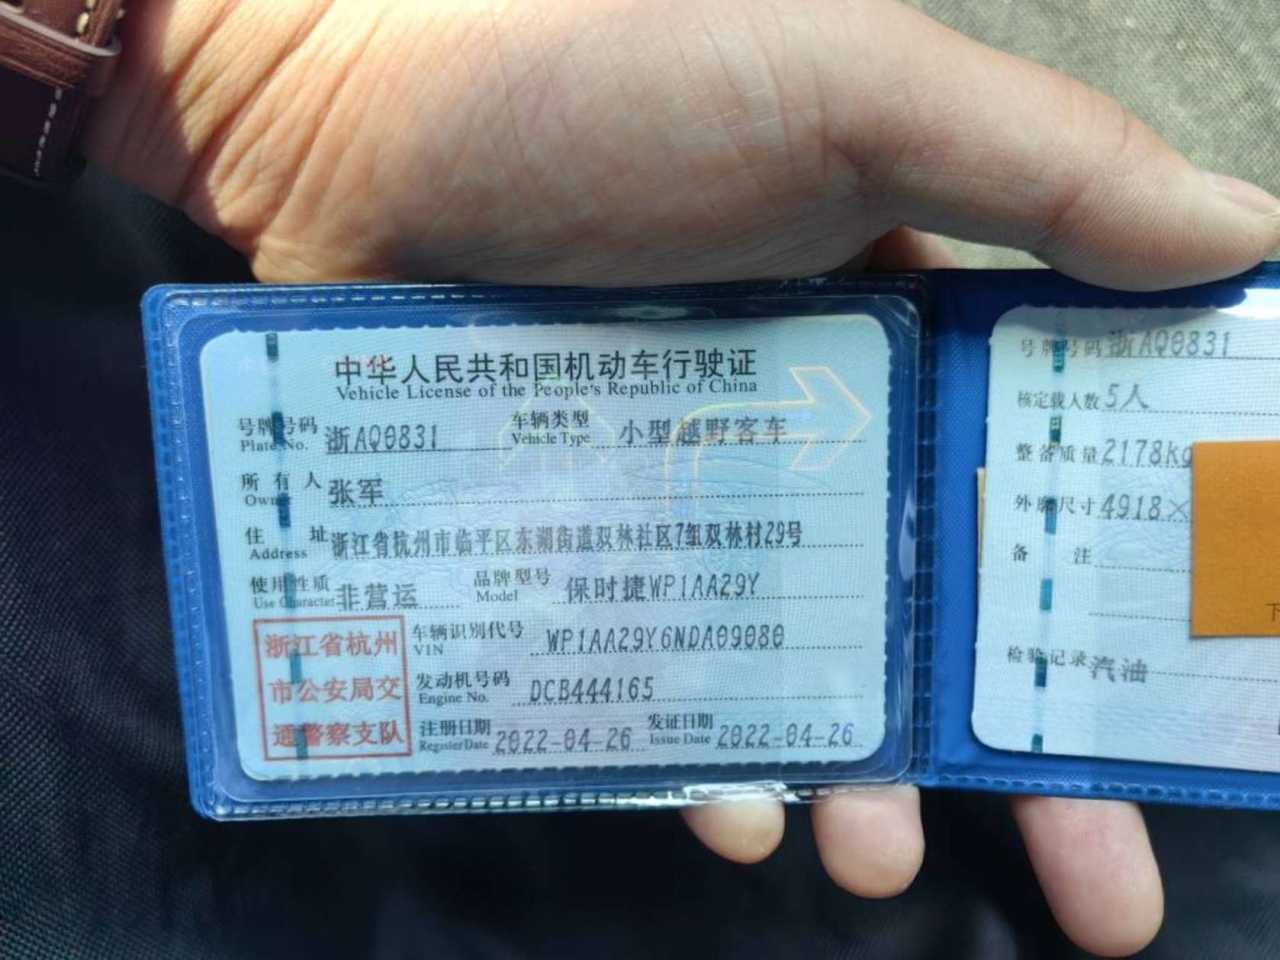 中华人民共和国机动车行驶证
Vehicle License of the People's Republic of China
号牌号码 浙AQ0831 车辆类型 小型越野客车
Plate No. Vehicle Type
所有人 张军
Owner
住址 浙江省杭州市临平区东湖街道双林社区7组双林村29号
Address
使用性质 非营运 品牌型号 保时捷WP1AA29Y
Use Character Model
浙江省杭州
市公安局交
通警察支队
车辆识别代号 WP1AA29Y6NDA09080
VIN
发动机号码 DCB444165
Engine No.
注册日期 2022-04-26 发证日期 2022-04-26
Register Date Issue Date
号牌号码 浙AQ0831
核定载人数 5人
整备质量 2178kg
外廓尺寸 4918×
备注
检验记录 汽油
下